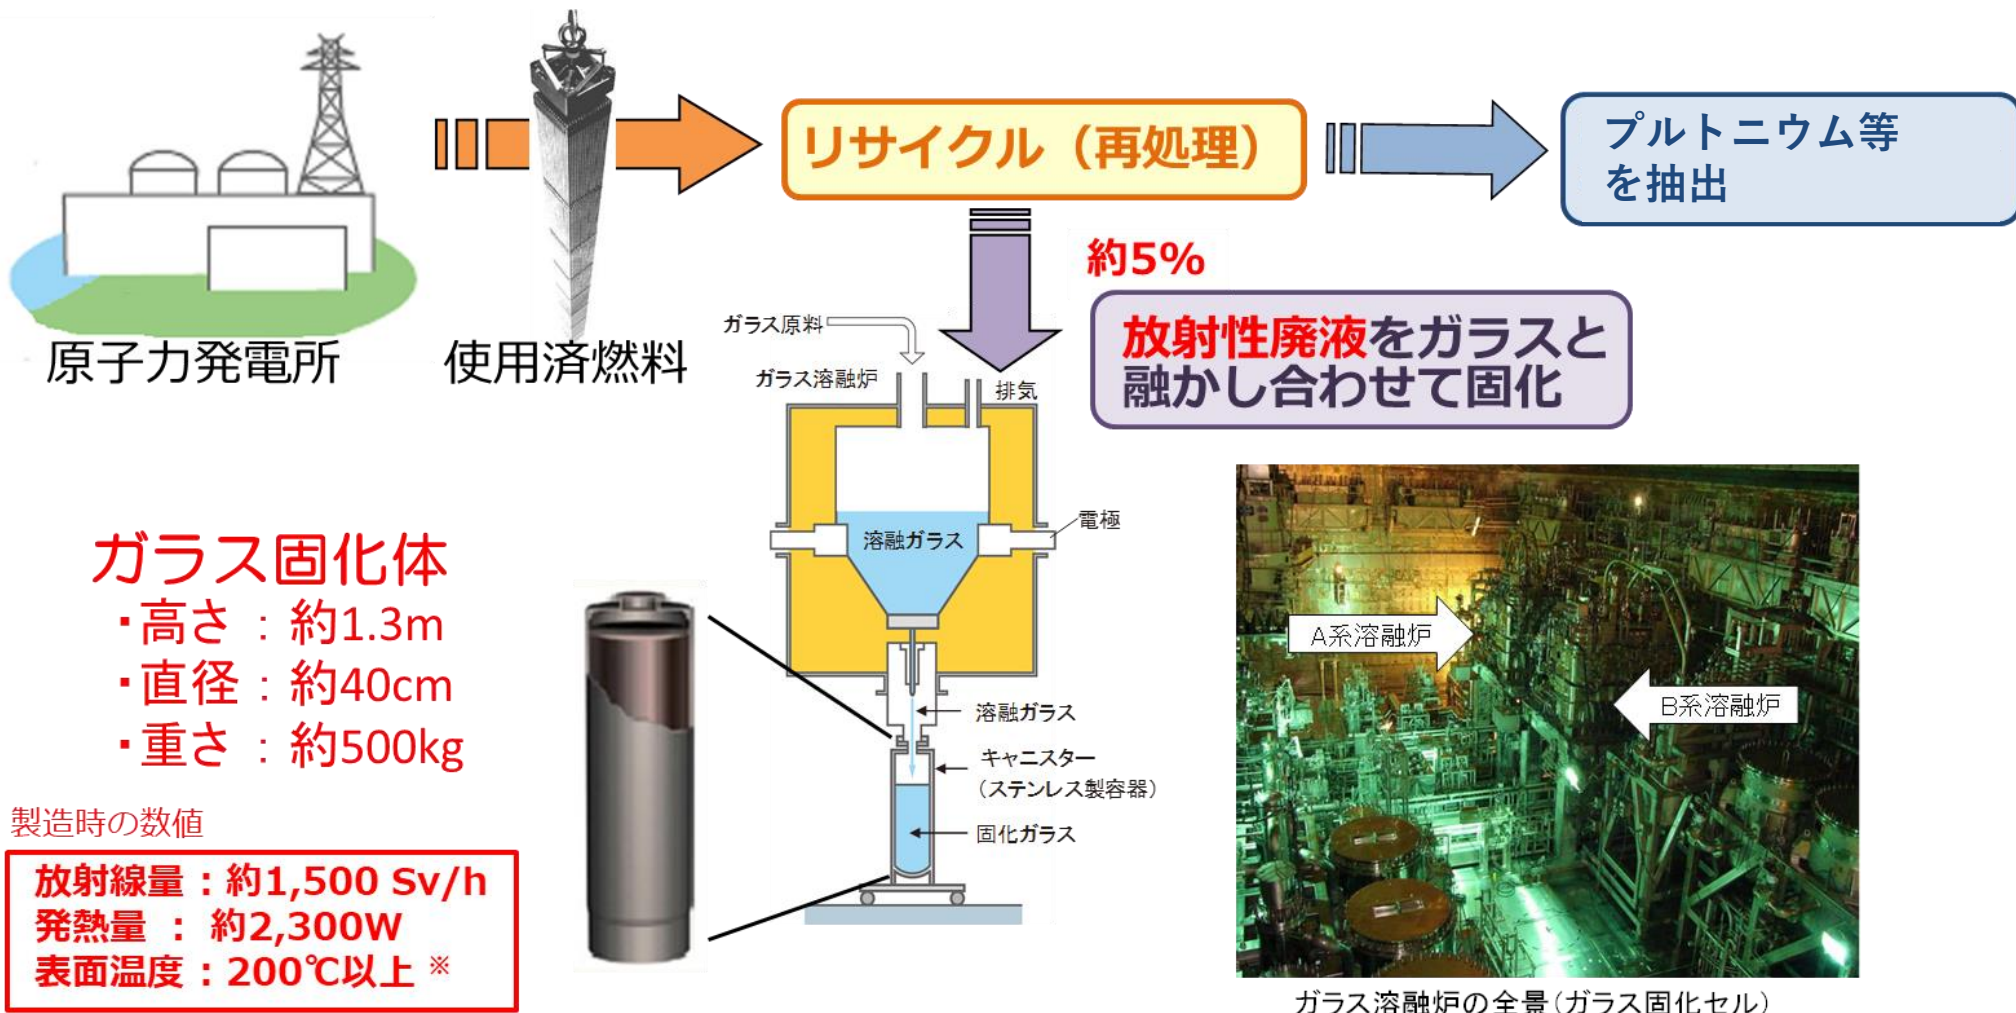 原子力発電所
使用済燃料
リサイクル（再処理）
プルトニウム等
を抽出
約5%
放射性廃液をガラスと
融かし合わせて固化
ガラス原料
ガラス溶融炉
排気
電極
溶融ガラス
溶融ガラス
キャニスター
（ステンレス製容器）
固化ガラス
ガラス固化体
・高さ：約1.3m
・直径：約40cm
・重さ：約500kg
製造時の数値
放射線量：約1,500 Sv/h
発熱量 ： 約2,300W
表面温度：200℃以上 ※
A系溶融炉
B系溶融炉
ガラス溶融炉の全景（ガラス固化セル）